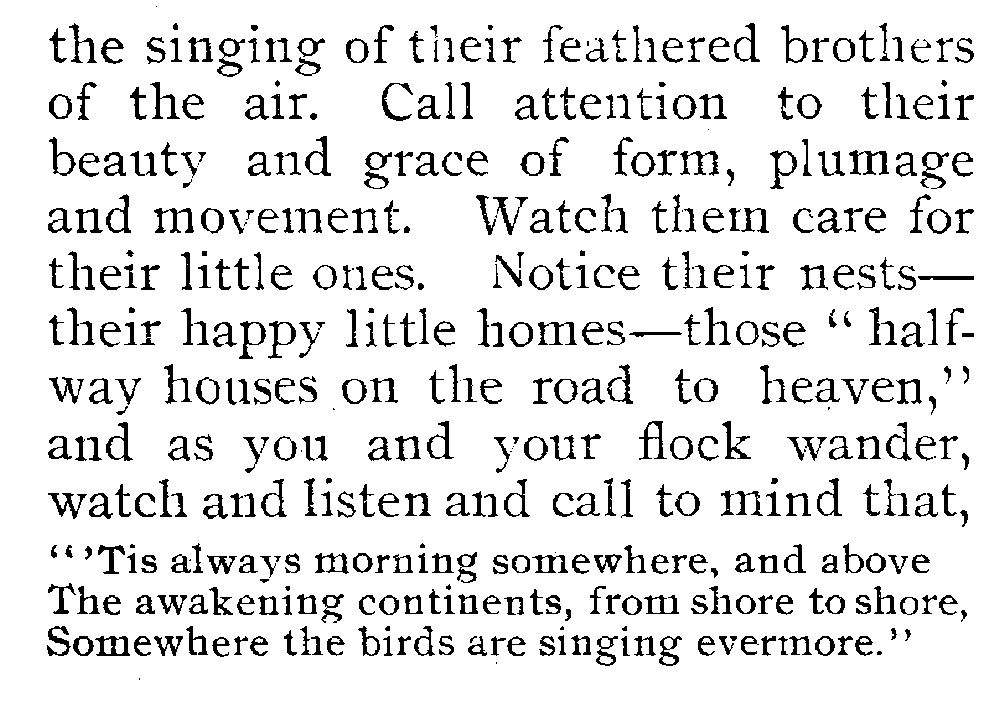 the singing of their feathered brothers
of the air. Call attention to their
beauty and grace of form, plumage
and movement. Watch them care for
their little ones. Notice their nests—
their happy little homes—those “ half-
way houses on the road to heaven,’’
and as you and your flock wander,
watch and listen and call to mind that,
“ ’Tis always morning somewhere, and above
The awakening continents, from shore to shore,
Somewhere the birds are singing evermore.’’